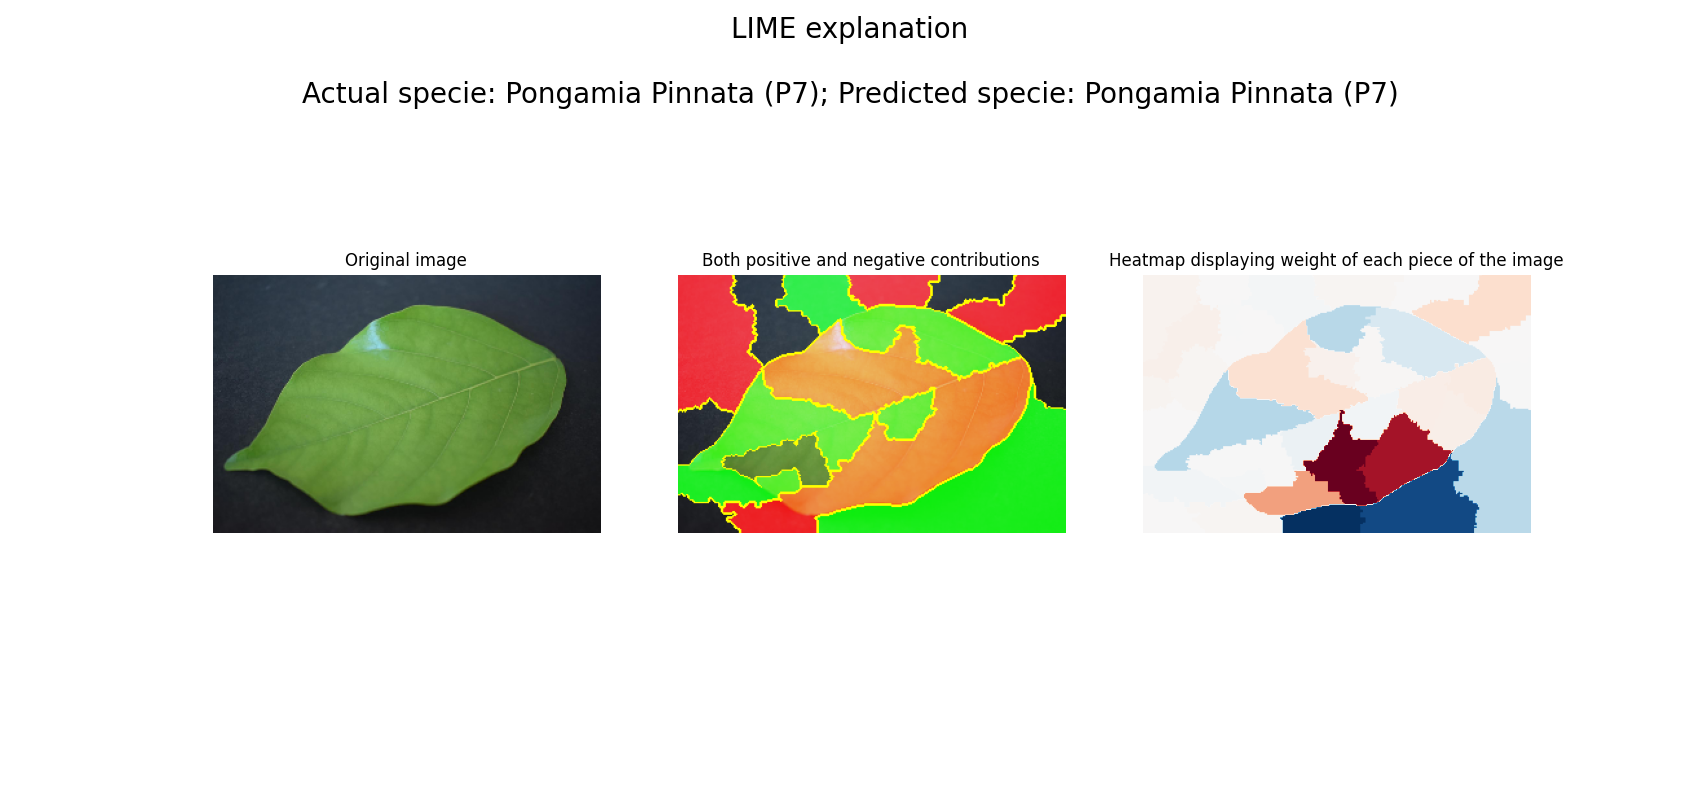 LIME explanation
Actual specie: Pongamia Pinnata (P7); Predicted specie: Pongamia Pinnata (P7)
Original image
Both positive and negative contributions
Heatmap displaying weight of each piece of the image